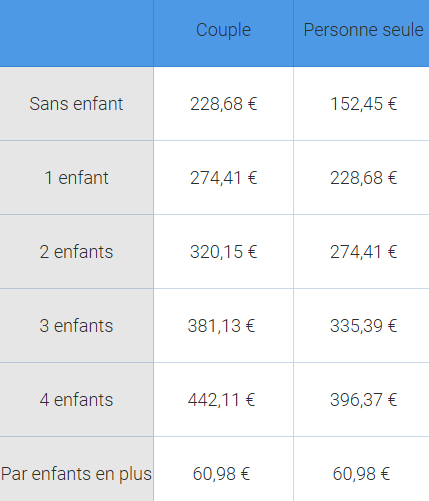 Couple Personne seule
Sans enfant 228,68 € 152,45 €
1 enfant 274,41 € 228,68 €
2 enfants 320,15 € 274,41 €
3 enfants 381,13 € 335,39 €
4 enfants 442,11 € 396,37 €
Par enfants en plus 60,98 € 60,98 €